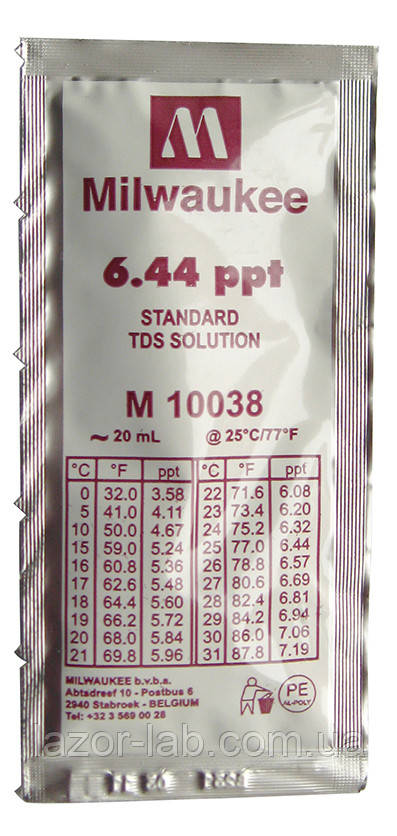 Milwaukee
6.44 ppt
STANDARD
TDS SOLUTION
M 10038
~ 20 mL @ 25°C/77°F
°C °F ppt °C °F ppt
0 32.0 3.58 22 71.6 6.08
5 41.0 4.11 23 73.4 6.20
10 50.0 4.67 24 75.2 6.32
15 59.0 5.24 25 77.0 6.44
16 60.8 5.36 26 78.8 6.57
17 62.6 5.48 27 80.6 6.69
18 64.4 5.60 28 82.4 6.81
19 66.2 5.72 29 84.2 6.94
20 68.0 5.84 30 86.0 7.06
21 69.8 5.96 31 87.8 7.19
MILWAUKEE b.v.b.a.
Abtsdreef 10 - Postbus 6
2940 Stabroek - BELGIUM
Tel: +32 3 569 00 28
PE
AL-POLY
lazor-lab.com.ua